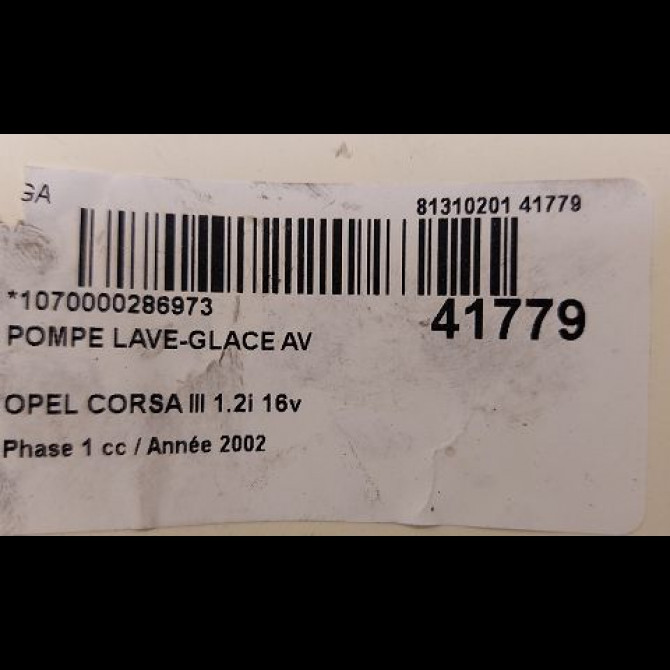 GA
81310201 41779
*1070000286973
41779
POMPE LAVE-GLACE AV
OPEL CORSA III 1.2i 16v
Phase 1 cc / Année 2002